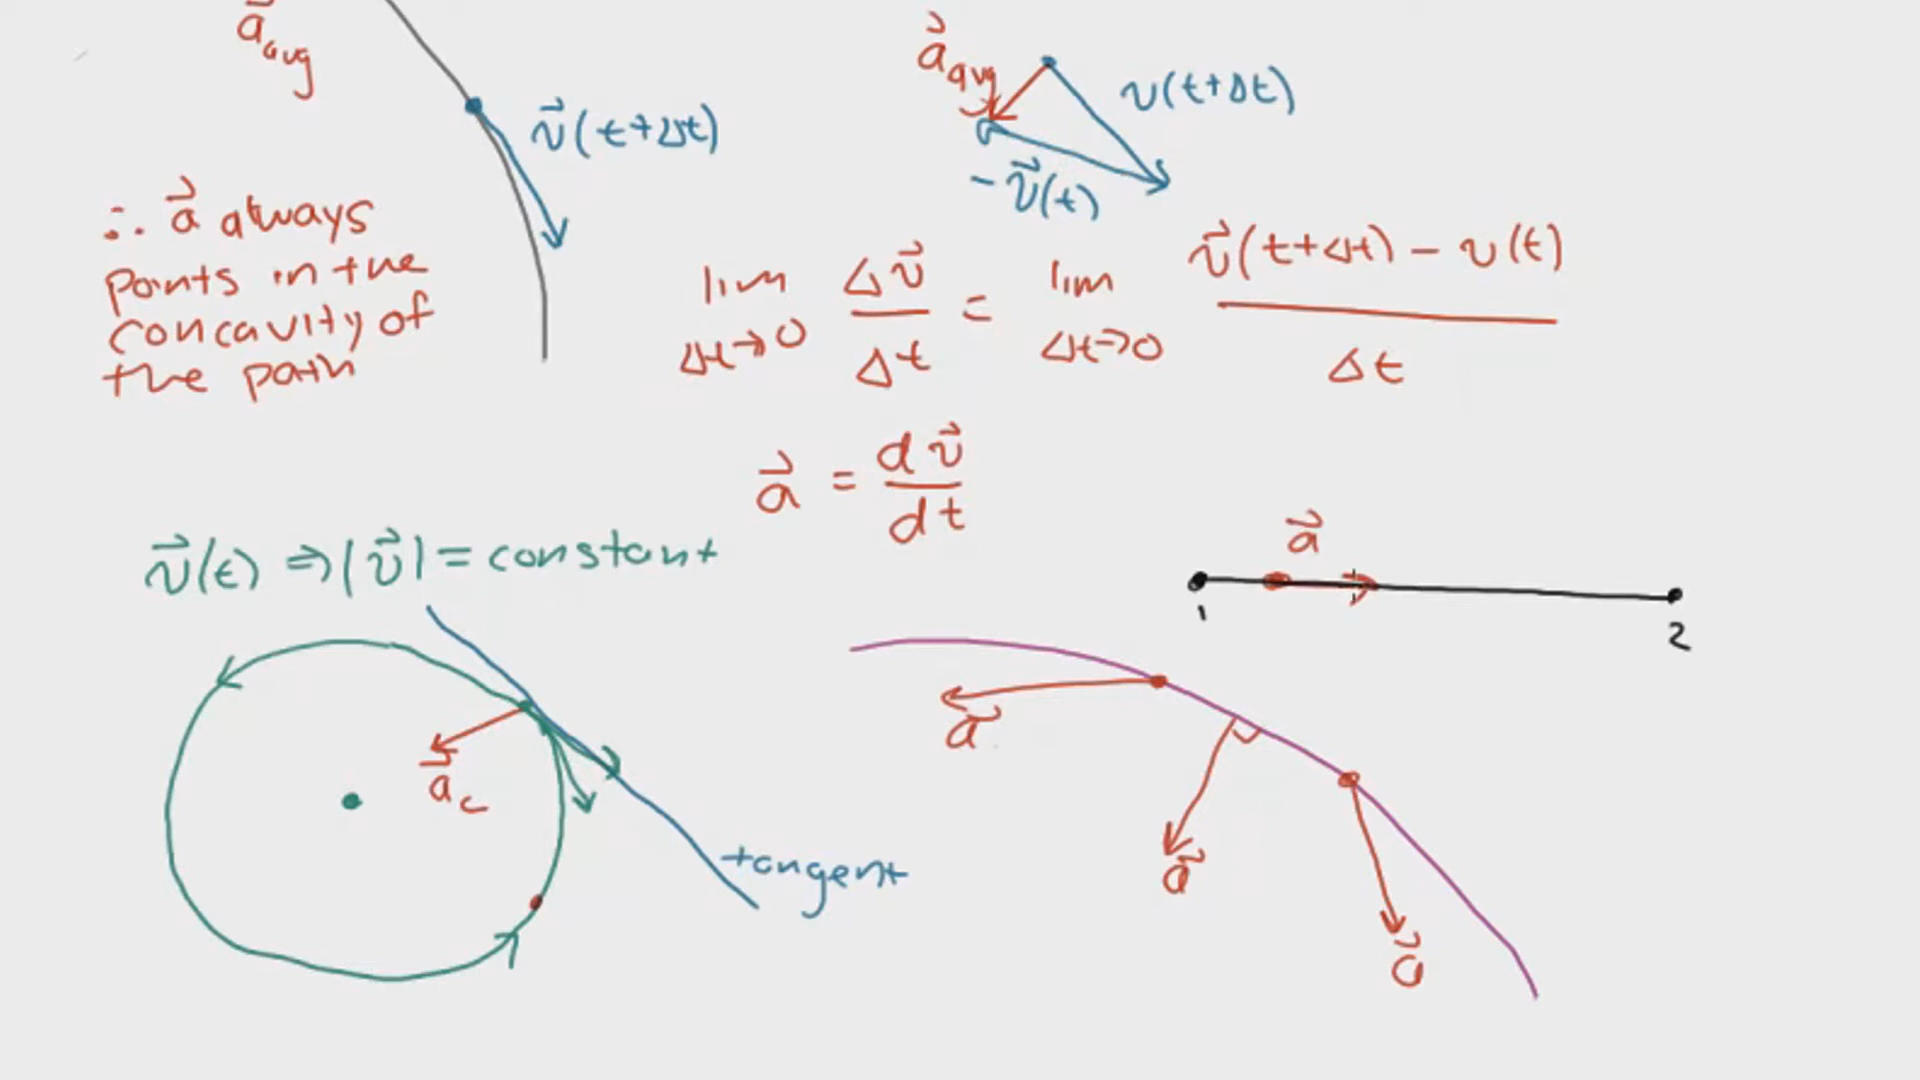 a⃗avg
v⃗(t+Δt)
a⃗avg
v(t+Δt)
-v⃗(t)
∴ a⃗ always
points in the
concavity of
the path
lim Δt→0 Δv⃗/Δt = lim Δt→0 v⃗(t+Δt) - v(t) / Δt
a⃗ = dv⃗/dt
v⃗(t) ⇒ |v⃗| = constant
a⃗
1
2
a⃗c
tangent
a⃗
a⃗
a⃗